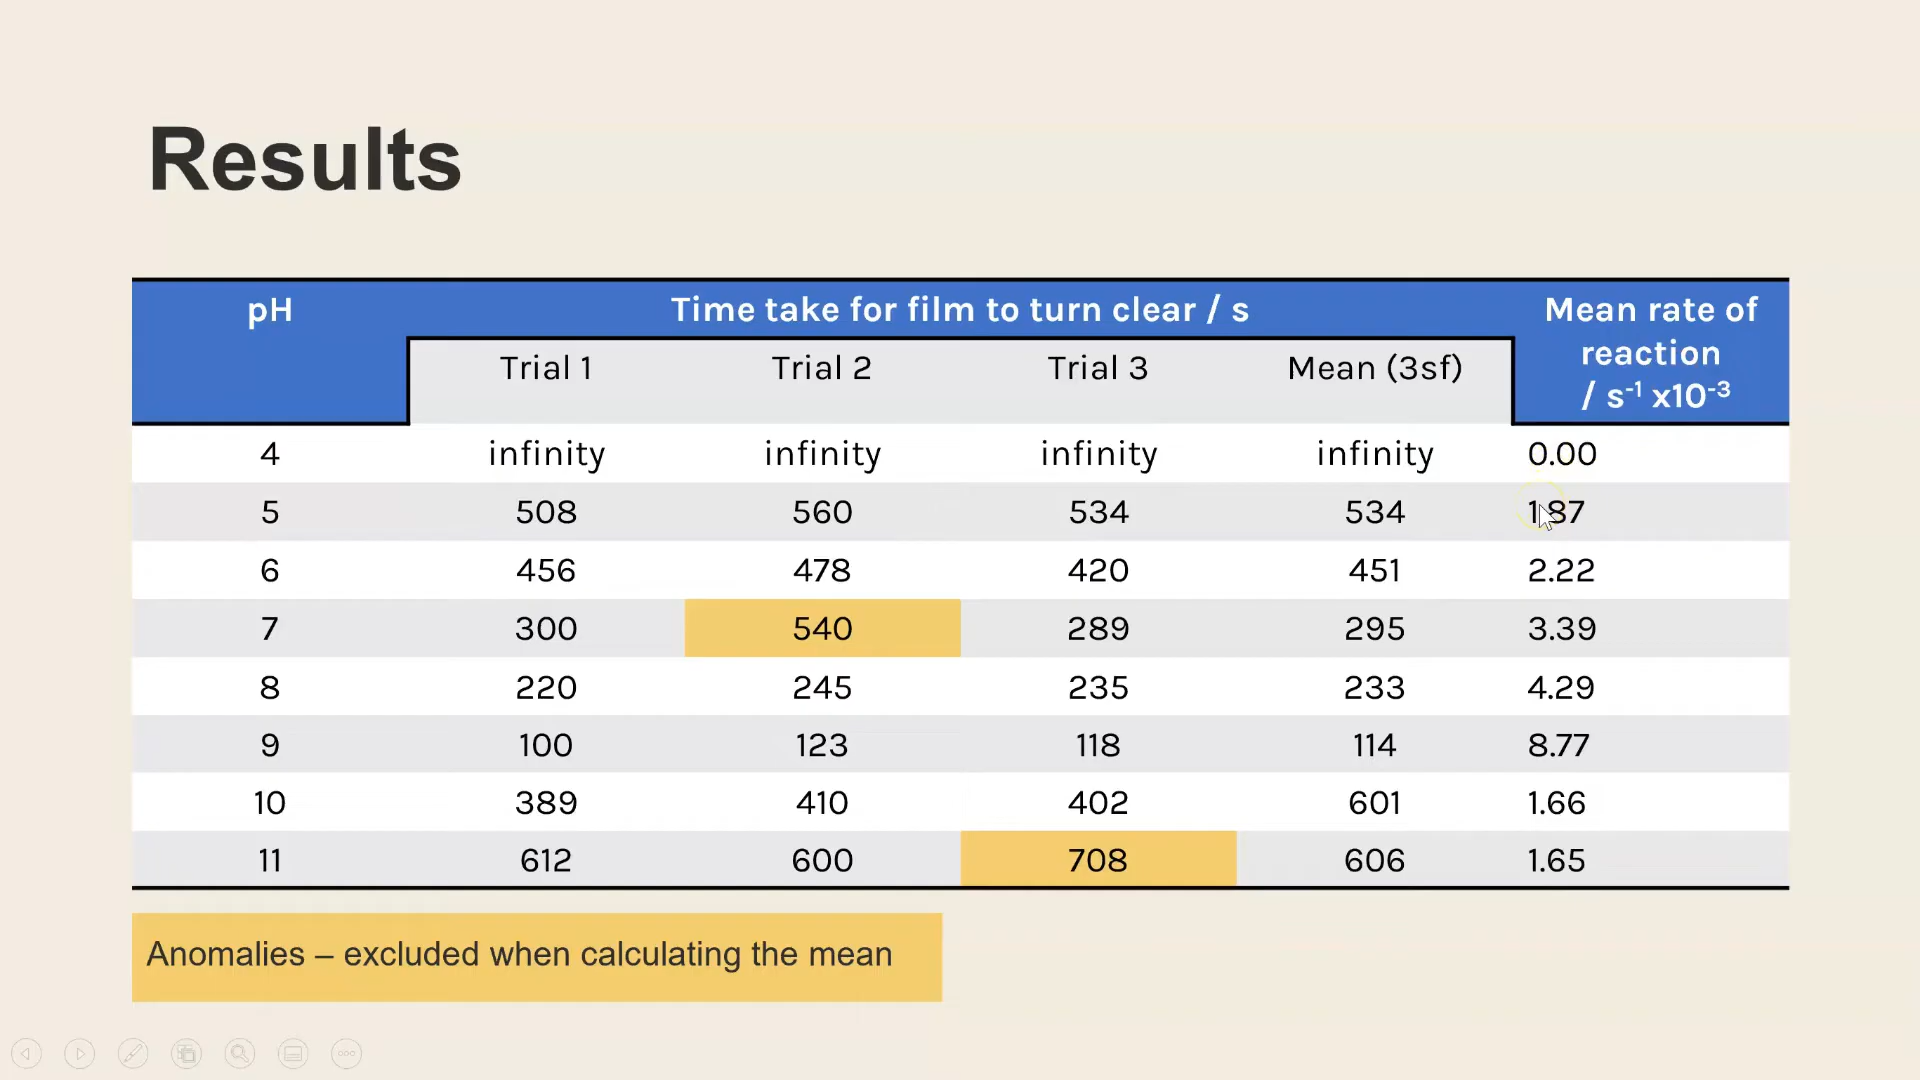 Results
pH Time take for film to turn clear / s Mean rate of
reaction
/ s⁻¹ x10⁻³
Trial 1 Trial 2 Trial 3 Mean (3sf)
4 infinity infinity infinity infinity 0.00
5 508 560 534 534 1.87
6 456 478 420 451 2.22
7 300 540 289 295 3.39
8 220 245 235 233 4.29
9 100 123 118 114 8.77
10 389 410 402 601 1.66
11 612 600 708 606 1.65
Anomalies – excluded when calculating the mean